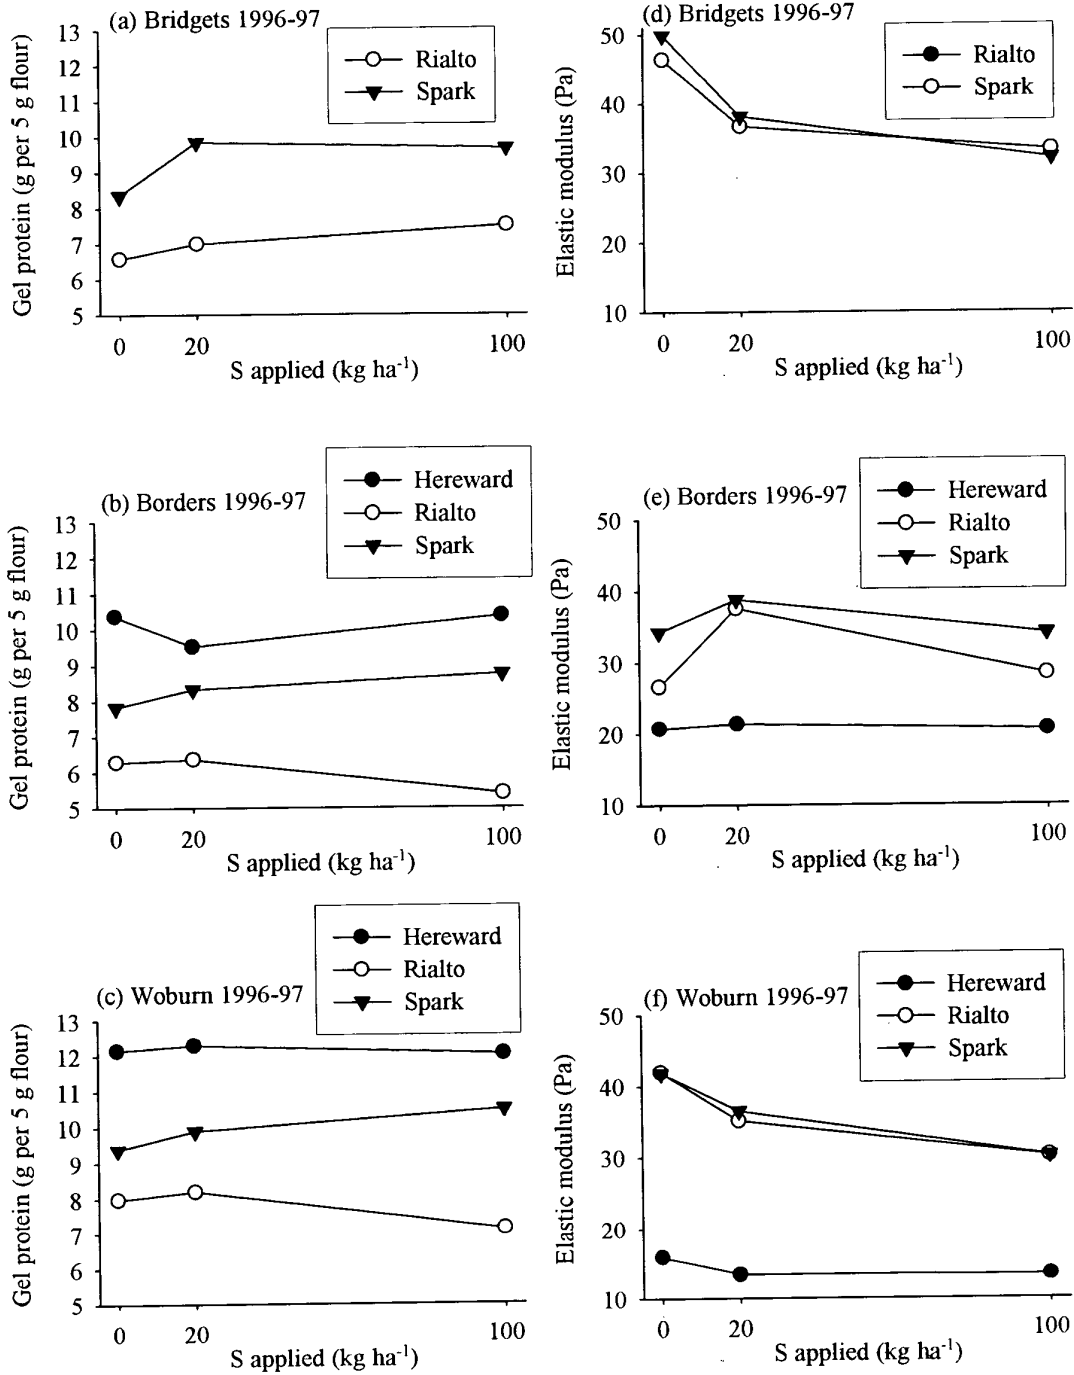 (a) Bridgets 1996-97
Rialto
Spark
Gel protein (g per 5 g flour)
13
12
11
10
9
8
7
6
5
0
20
100
S applied (kg ha-1)
(d) Bridgets 1996-97
Rialto
Spark
Elastic modulus (Pa)
50
40
30
20
10
0
20
100
S applied (kg ha-1)
(b) Borders 1996-97
Hereward
Rialto
Spark
Gel protein (g per 5 g flour)
13
12
11
10
9
8
7
6
5
0
20
100
S applied (kg ha-1)
(e) Borders 1996-97
Hereward
Rialto
Spark
Elastic modulus (Pa)
50
40
30
20
10
0
20
100
S applied (kg ha-1)
(c) Woburn 1996-97
Hereward
Rialto
Spark
Gel protein (g per 5 g flour)
13
12
11
10
9
8
7
6
5
0
20
100
S applied (kg ha-1)
(f) Woburn 1996-97
Hereward
Rialto
Spark
Elastic modulus (Pa)
50
40
30
20
10
0
20
100
S applied (kg ha-1)